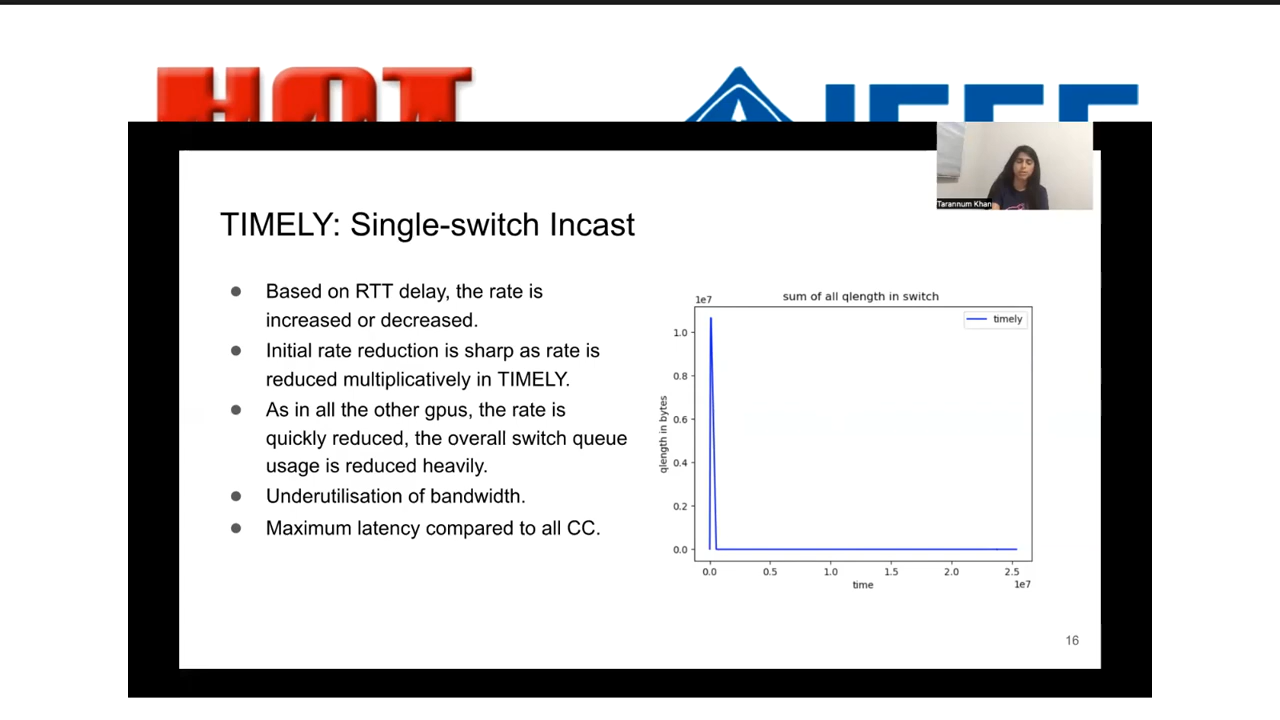 HOT
IEEE
Tarannum Khan
TIMELY: Single-switch Incast
● Based on RTT delay, the rate is
increased or decreased.
● Initial rate reduction is sharp as rate is
reduced multiplicatively in TIMELY.
● As in all the other gpus, the rate is
quickly reduced, the overall switch queue
usage is reduced heavily.
● Underutilisation of bandwidth.
● Maximum latency compared to all CC.
sum of all qlength in switch
1e7
timely
1.0
0.8
0.6
0.4
0.2
0.0
qlength in bytes
0.0 0.5 1.0 1.5 2.0 2.5
time
1e7
16